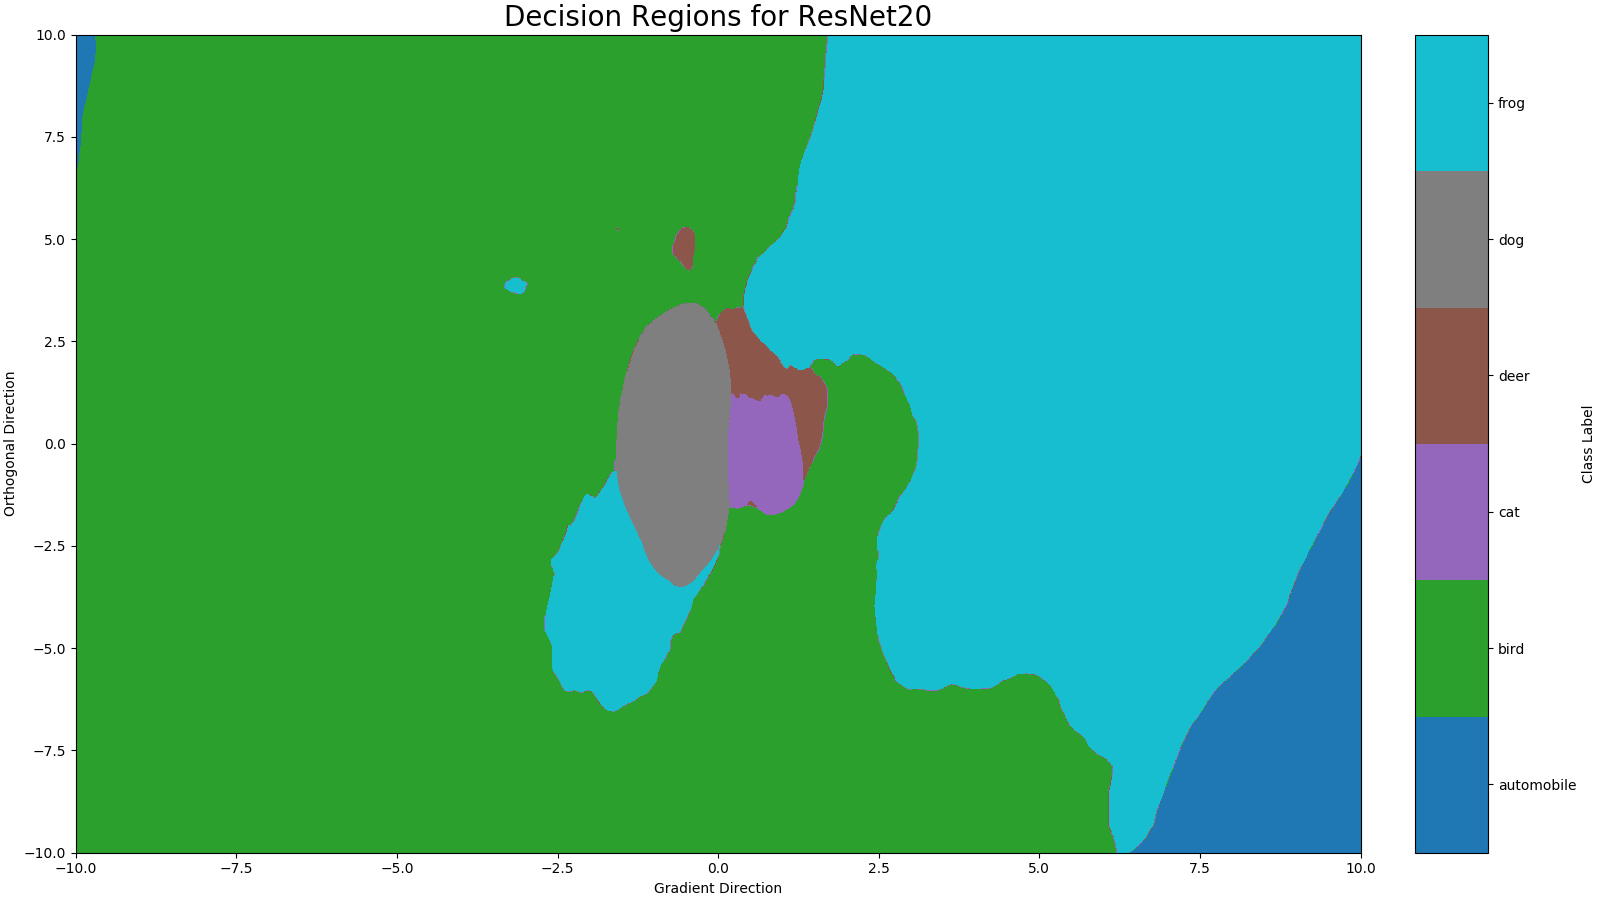 Decision Regions for ResNet20
10.0
7.5
5.0
2.5
0.0
−2.5
−5.0
−7.5
−10.0
Orthogonal Direction
−10.0 −7.5 −5.0 −2.5 0.0 2.5 5.0 7.5 10.0
Gradient Direction
frog
dog
deer
cat
bird
automobile
Class Label